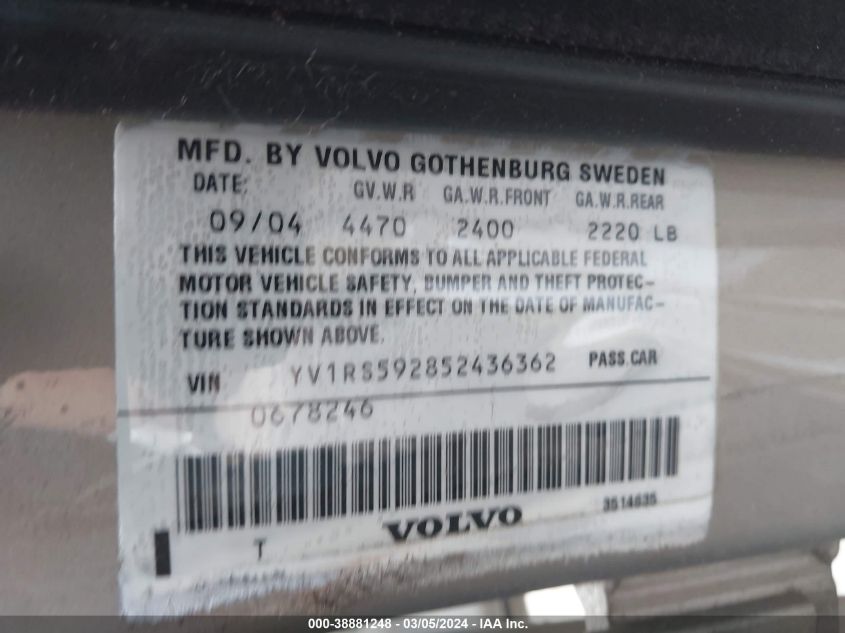 MFD. BY VOLVO GOTHENBURG SWEDEN
DATE: GV.W.R GA.W.R.FRONT GA.W.R.REAR
09/04 4470 2400 2220 LB
THIS VEHICLE CONFORMS TO ALL APPLICABLE FEDERAL
MOTOR VEHICLE SAFETY, BUMPER AND THEFT PROTEC-
TION STANDARDS IN EFFECT ON THE DATE OF MANUFAC-
TURE SHOWN ABOVE.
VIN YV1RS592852436362 PASS.CAR
0678246
3514635
T VOLVO
000-38881248 - 03/05/2024 - IAA Inc.